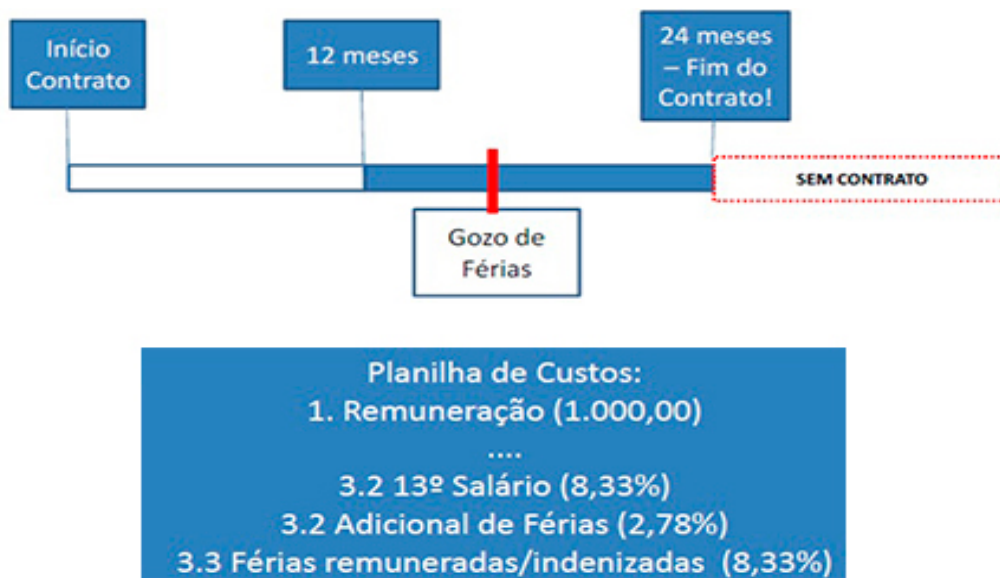 Início
Contrato
12 meses
24 meses
– Fim do
Contrato!
SEM CONTRATO
Gozo de
Férias
Planilha de Custos:
1. Remuneração (1.000,00)
....
3.2 13º Salário (8,33%)
3.2 Adicional de Férias (2,78%)
3.3 Férias remuneradas/indenizadas (8,33%)